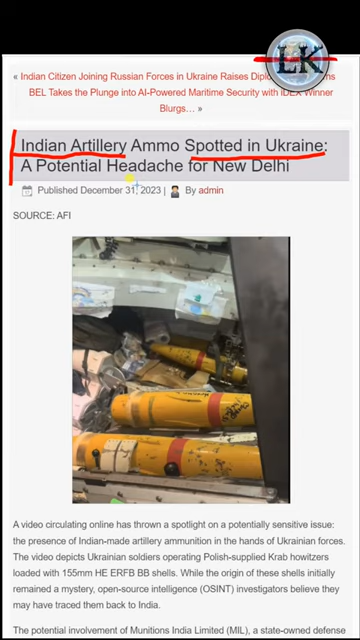 LK
« Indian Citizen Joining Russian Forces in Ukraine Raises
BEL Takes the Plunge into AI-Powered Maritime Security with iDEX Winner
Blurgs… »
Indian Artillery Ammo Spotted in Ukraine:
A Potential Headache for New Delhi
Published December 31, 2023 | By admin
SOURCE: AFI
A video circulating online has thrown a spotlight on a potentially sensitive issue:
the presence of Indian-made artillery ammunition in the hands of Ukrainian forces.
The video depicts Ukrainian soldiers operating Polish-supplied Krab howitzers
loaded with 155mm HE ERFB BB shells. While the origin of these shells initially
remained a mystery, open-source intelligence (OSINT) investigators believe they
may have traced them back to India.
The potential involvement of Munitions India Limited (MIL), a state-owned defense